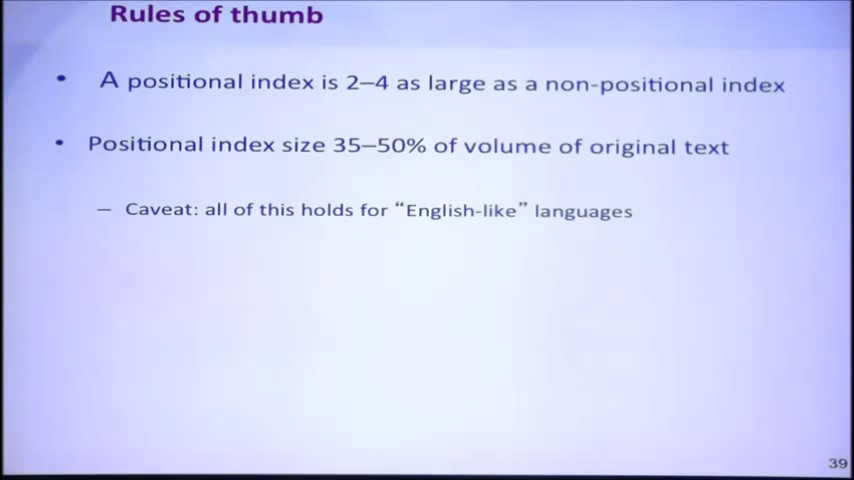 Rules of thumb
• A positional index is 2–4 as large as a non-positional index
• Positional index size 35–50% of volume of original text
– Caveat: all of this holds for “English-like” languages
39